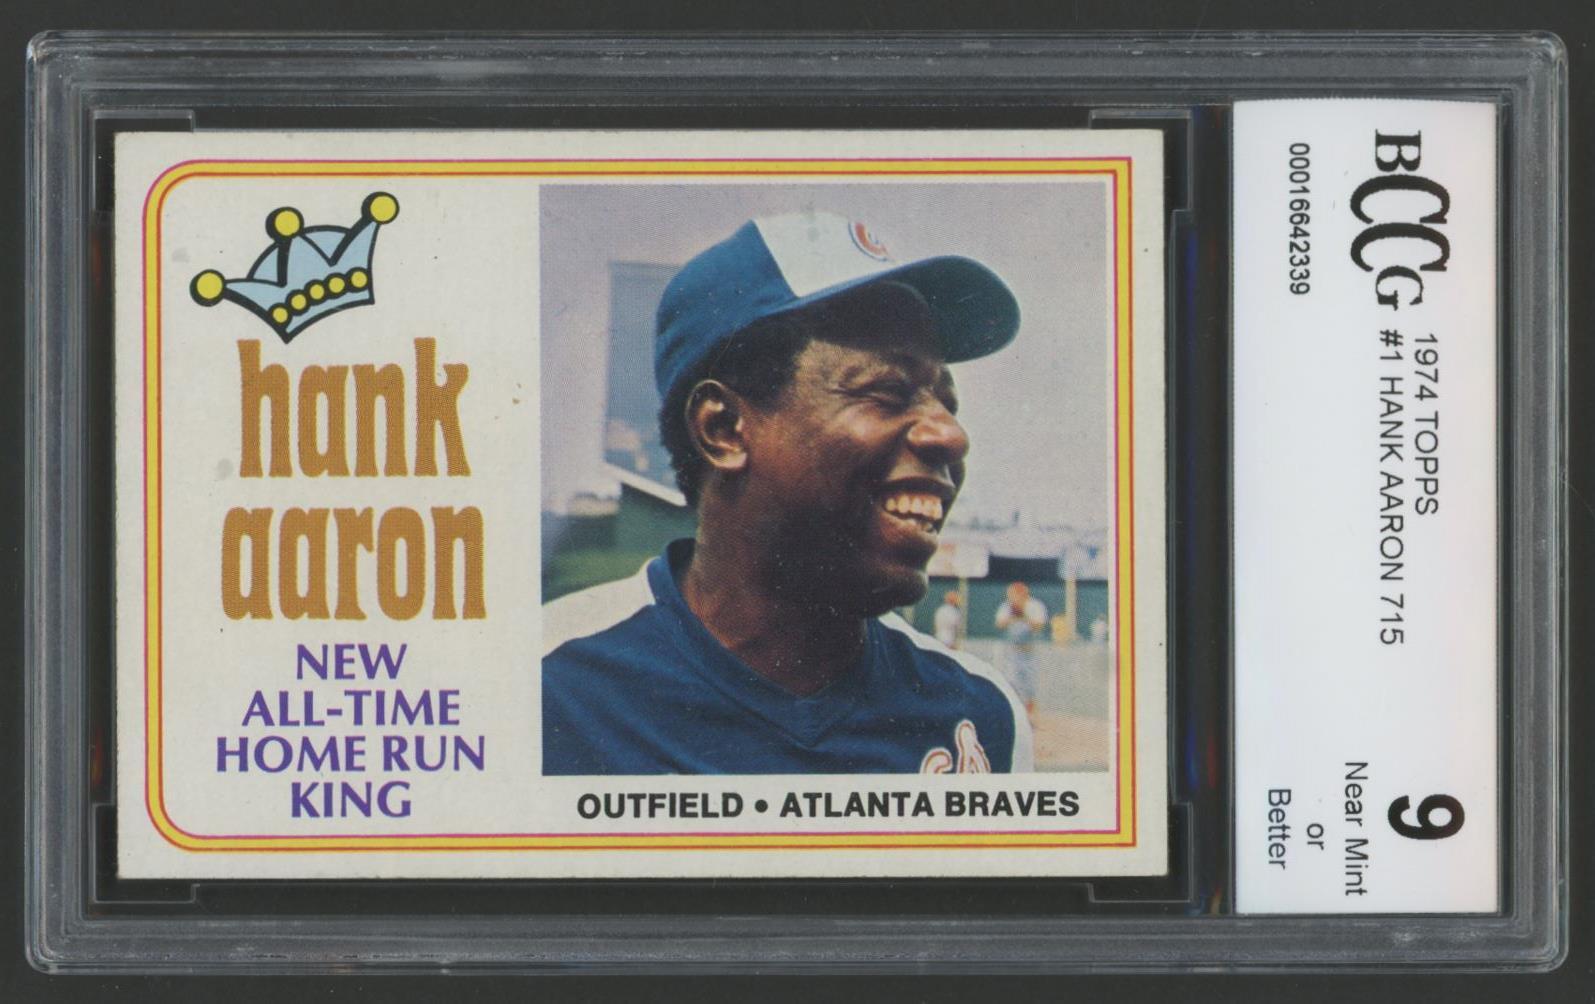 hank
aaron
NEW
ALL-TIME
HOME RUN
KING
OUTFIELD • ATLANTA BRAVES
BCCG
1974 TOPPS
#1 HANK AARON 715
00016642339
9
Near Mint
or
Better